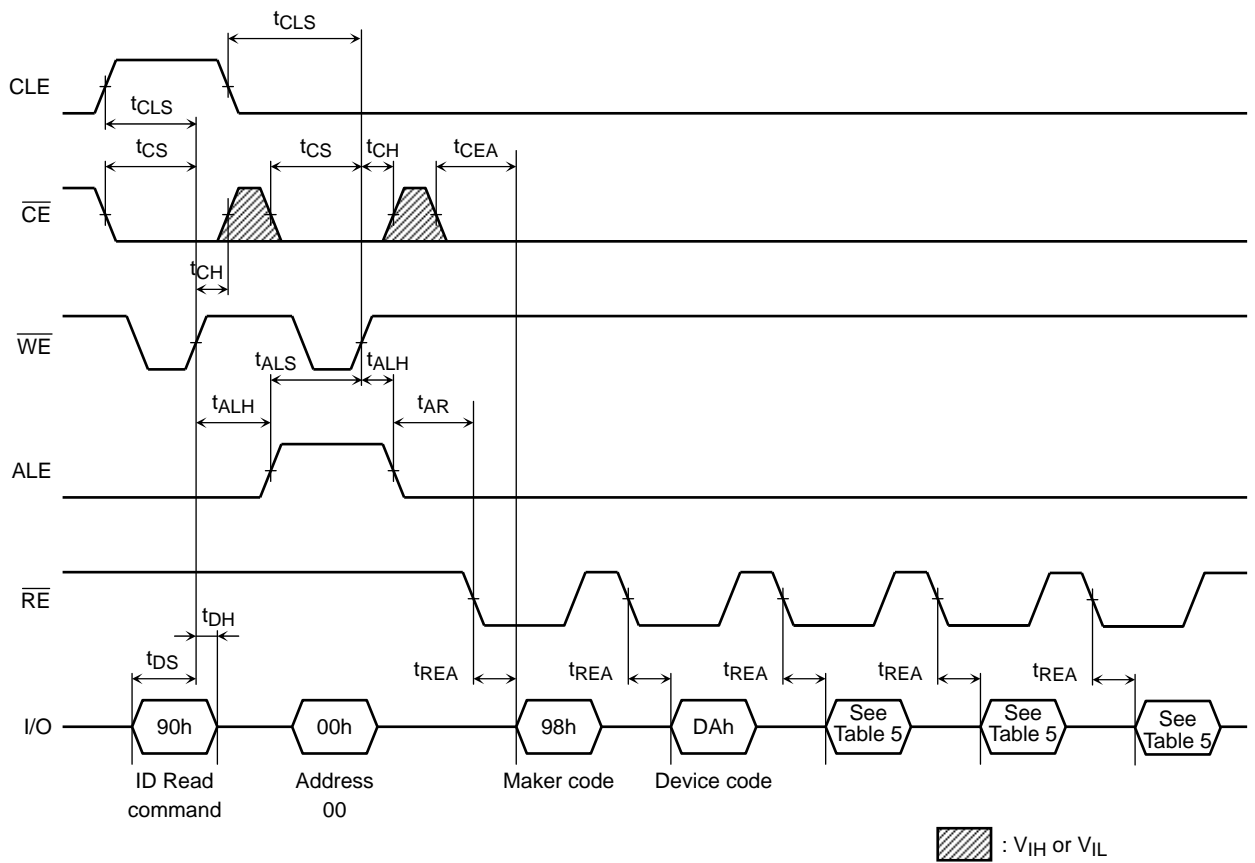 tCLS
CLE
tCLS
tCS
tCS
tCH
tCEA
CE
tCH
WE
tALS
tALH
tALH
tAR
ALE
RE
tDH
tDS
tREA
tREA
tREA
tREA
tREA
I/O
90h
00h
98h
DAh
See
Table 5
See
Table 5
See
Table 5
ID Read
command
Address
00
Maker code
Device code
: VIH or VIL